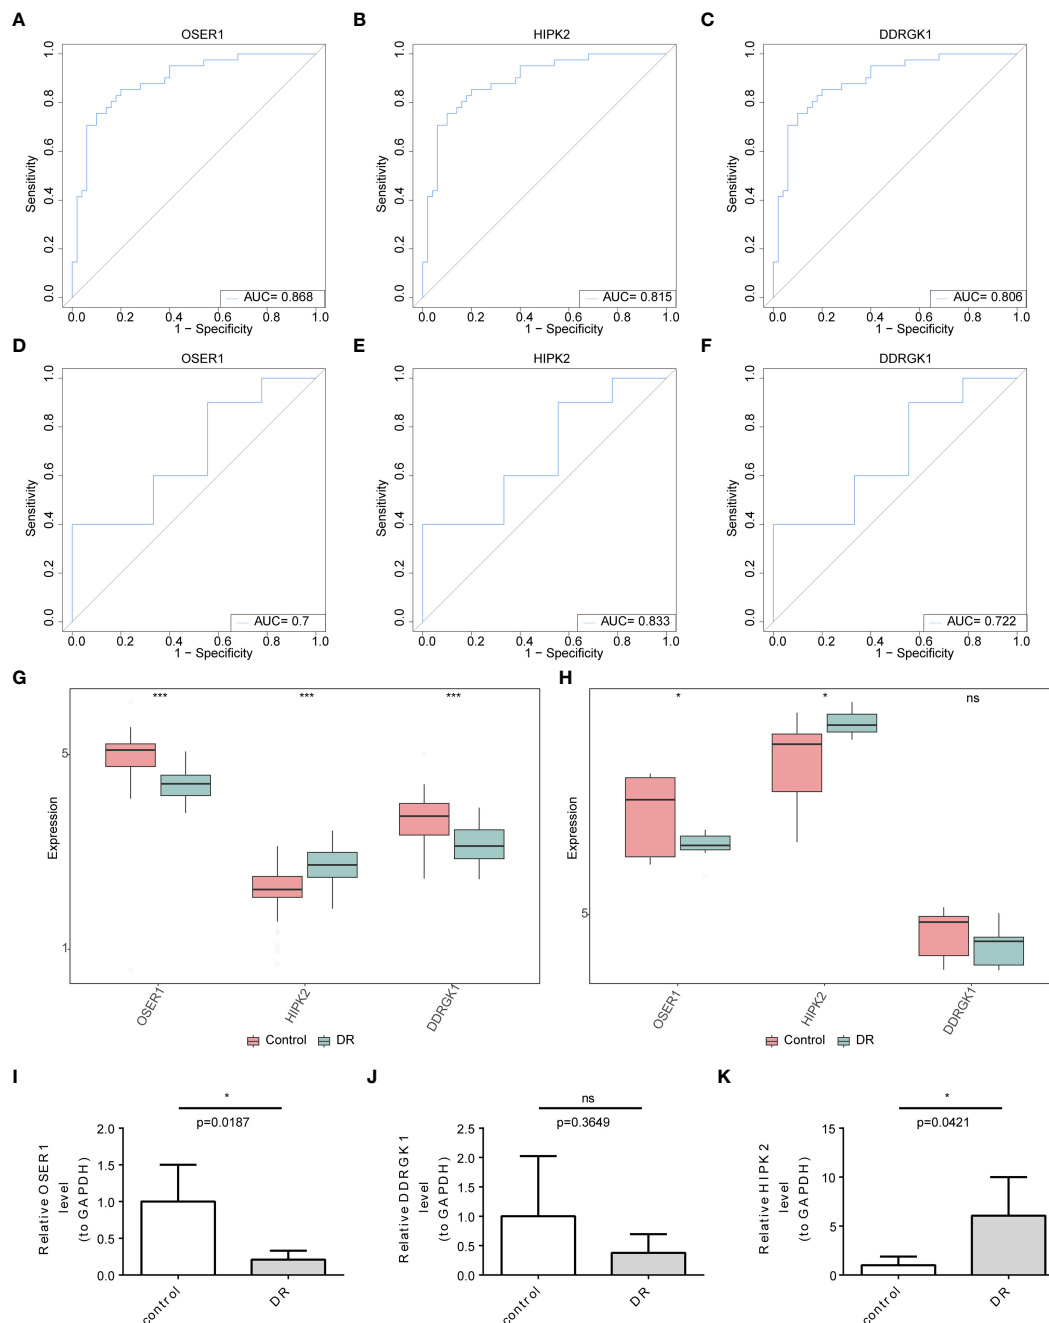 A
OSER1
1.0
0.8
0.6
0.4
0.2
0.0
Sensitivity
AUC= 0.868
0.0 0.2 0.4 0.6 0.8 1.0
1 − Specificity
B
HIPK2
1.0
0.8
0.6
0.4
0.2
0.0
Sensitivity
AUC= 0.815
0.0 0.2 0.4 0.6 0.8 1.0
1 − Specificity
C
DDRGK1
1.0
0.8
0.6
0.4
0.2
0.0
Sensitivity
AUC= 0.806
0.0 0.2 0.4 0.6 0.8 1.0
1 − Specificity
D
OSER1
1.0
0.8
0.6
0.4
0.2
0.0
Sensitivity
AUC= 0.7
0.0 0.2 0.4 0.6 0.8 1.0
1 − Specificity
E
HIPK2
1.0
0.8
0.6
0.4
0.2
0.0
Sensitivity
AUC= 0.833
0.0 0.2 0.4 0.6 0.8 1.0
1 − Specificity
F
DDRGK1
1.0
0.8
0.6
0.4
0.2
0.0
Sensitivity
AUC= 0.722
0.0 0.2 0.4 0.6 0.8 1.0
1 − Specificity
G
*** *** ***
5
1
Expression
OSER1 HIPK2 DDRGK1
Control DR
H
* * ns
5
Expression
OSER1 HIPK2 DDRGK1
Control DR
I
*
p=0.0187
2.0
1.5
1.0
0.5
0.0
Relative OSER1
level
(to GAPDH)
control DR
J
ns
p=0.3649
2.5
2.0
1.5
1.0
0.5
0.0
Relative DDRGK1
level
(to GAPDH)
control DR
K
*
p=0.0421
15
10
5
0
Relative HIPK2
level
(to GAPDH)
control DR